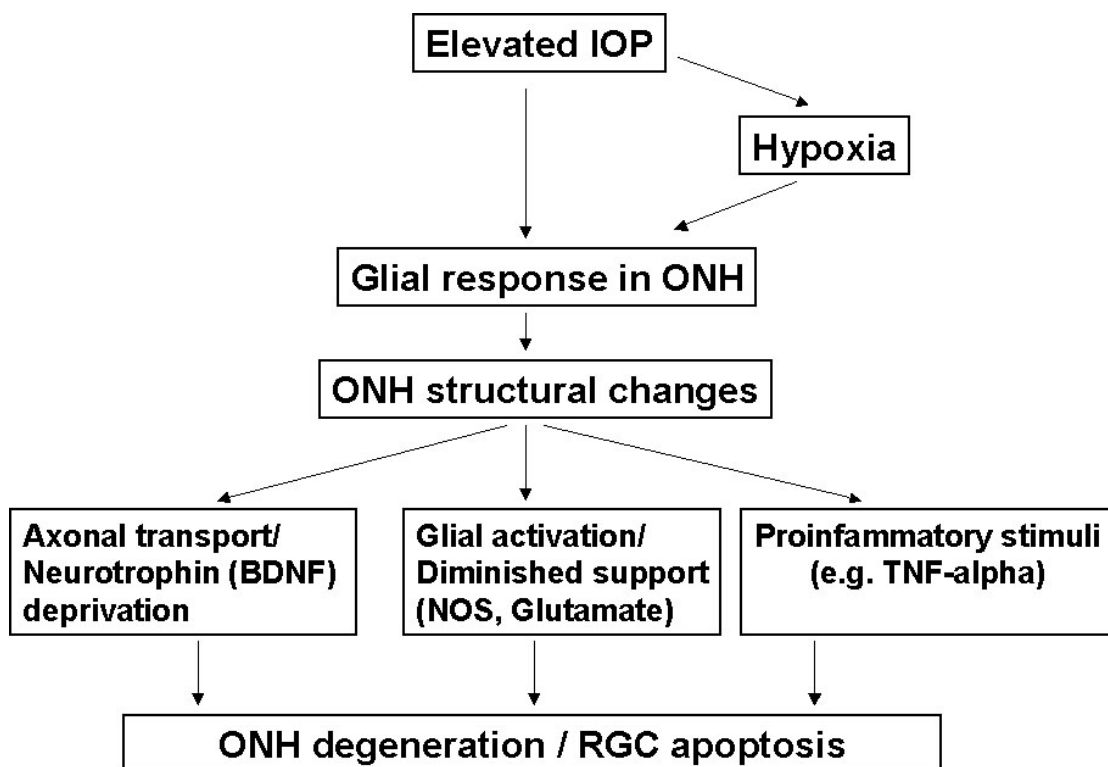 Elevated IOP
Hypoxia
Glial response in ONH
ONH structural changes
Axonal transport/
Neurotrophin (BDNF)
deprivation
Glial activation/
Diminished support
(NOS, Glutamate)
Proinfammatory stimuli
(e.g. TNF-alpha)
ONH degeneration / RGC apoptosis